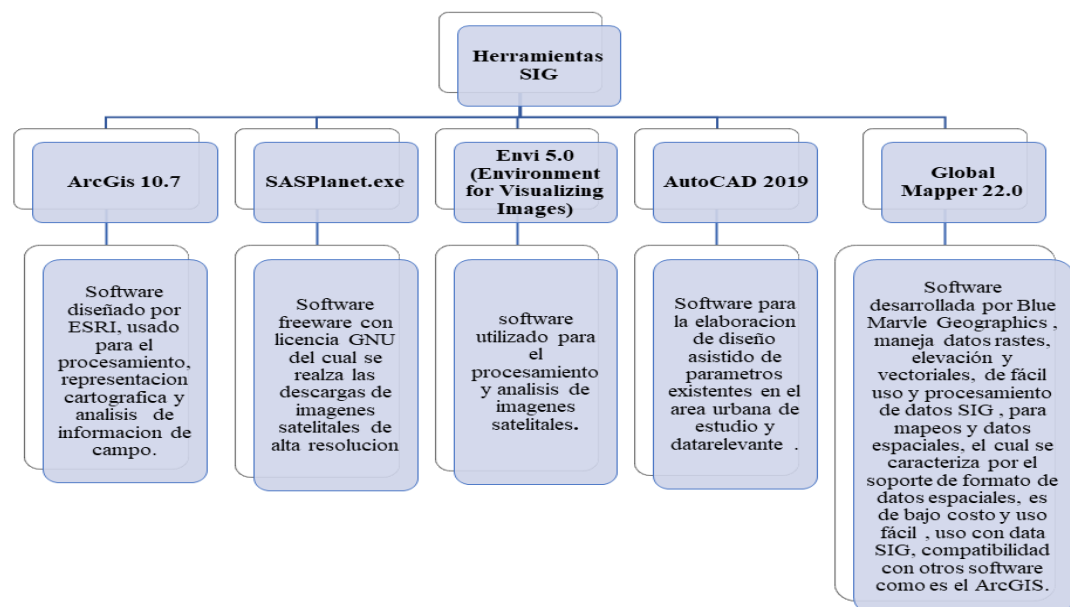 Herramientas
SIG
ArcGis 10.7
SASPlanet.exe
Envi 5.0
(Environment
for Visualizing
Images)
AutoCAD 2019
Global
Mapper 22.0
Software
diseñado por
ESRI, usado
para el
procesamiento,
representacion
cartografica y
analisis de
informacion de
campo.
Software
freeware con
licencia GNU
del cual se
realza las
descargas de
imagenes
satelitales de
alta resolucion
software
utilizado para
el
procesamiento
y analisis de
imagenes
satelitales.
Software para
la elaboracion
de diseño
asistido de
parametros
existentes en el
area urbana de
estudio y
datarelevante .
Software
desarrollada por Blue
Marvle Geographics ,
maneja datos rastes,
elevación y
vectoriales, de fácil
uso y procesamiento
de datos SIG , para
mapeos y datos
espaciales, el cual se
caracteriza por el
soporte de formato de
datos espaciales, es
de bajo costo y uso
fácil , uso con data
SIG, compatibilidad
con otros software
como es el ArcGIS.